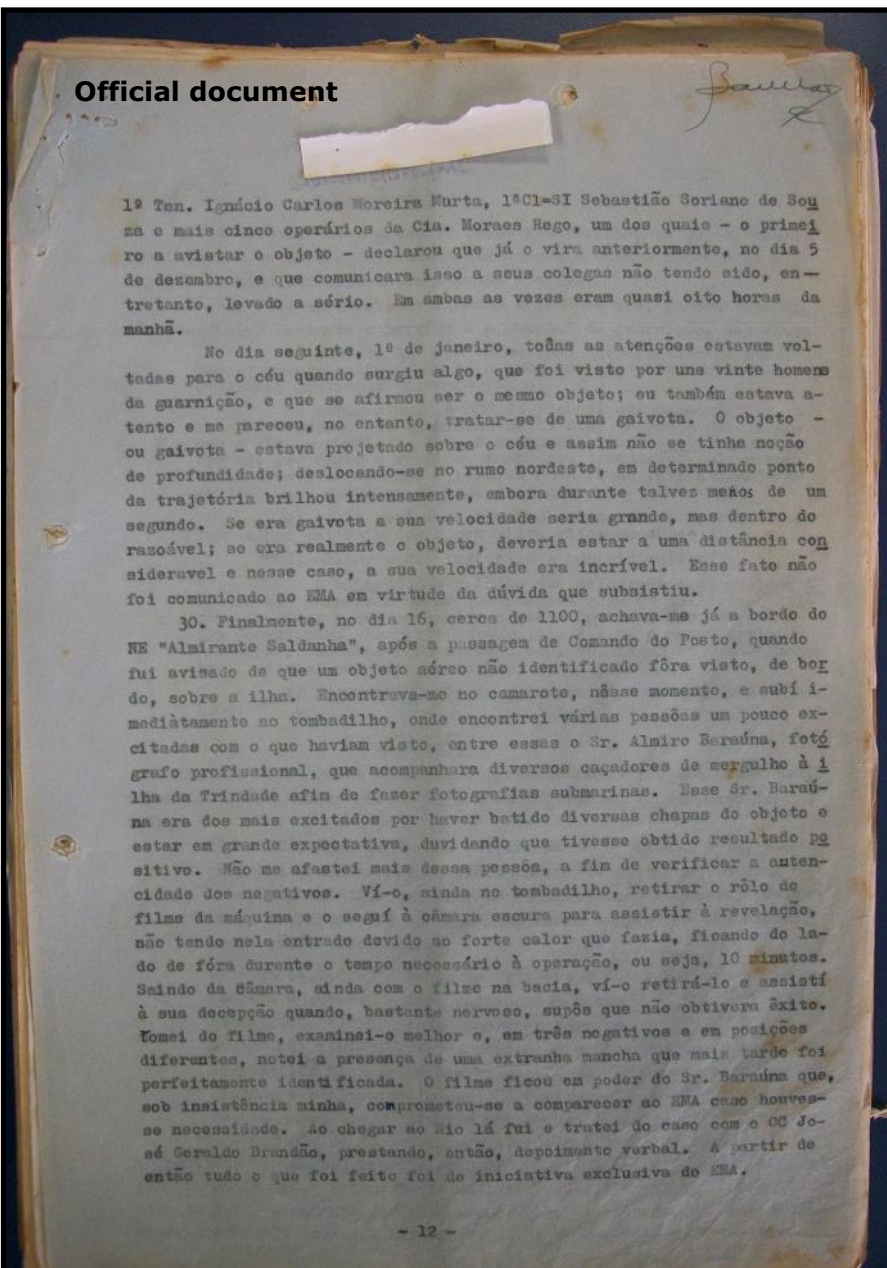 Official document
1º Ten. Ignácio Carlos Moreira Murta, 1ªCl=SI Sebastião Soriano de Sou
za e mais cinco operários da Cia. Moraes Rego, um dos quais - o primei
ro a avistar o objeto - declarou que já o vira anteriormente, no dia 5
de dezembro, e que comunicara isso a seus colegas não tendo sido, en-
tretanto, levado a sério. Em ambas as vezes eram quasi oito horas da
manhã.
No dia seguinte, 1º de janeiro, todas as atenções estavam vol-
tadas para o céu quando surgiu algo, que foi visto por uns vinte homens
da guarnição, e que se afirmou ser o mesmo objeto; eu também estava a-
tento e me pareceu, no entanto, tratar-se de uma gaivota. O objeto -
ou gaivota - estava projetado sobre o céu e assim não se tinha noção
de profundidade; deslocando-se no rumo nordeste, em determinado ponto
da trajetória brilhou intensamente, embora durante talvez menos de um
segundo. Se era gaivota a sua velocidade seria grande, mas dentro do
razoável; se era realmente o objeto, deveria estar a uma distância con
sideravel e nesse caso, a sua velocidade era incrível. Esse fato não
foi comunicado ao EMA em virtude da dúvida que subsistiu.
30. Finalmente, no dia 16, cerca de 1100, achava-me já a bordo do
NE "Almirante Saldanha", após a passagem de Comando do Posto, quando
fui avisado de que um objeto aéreo não identificado fôra visto, de bor
do, sobre a ilha. Encontrava-me no camarote, nêsse momento, e subí i-
mediàtamente ao tombadilho, onde encontrei várias pessôas um pouco ex-
citadas com o que haviam visto, entre essas o Sr. Almiro Baraúna, fotó
grafo profissional, que acompanhara diversos caçadores de mergulho à i
lha da Trindade afim de fazer fotografias submarinas. Esse Sr. Baraú-
na era dos mais excitados por haver batido diversas chapas do objeto e
estar em grande expectativa, duvidando que tivesse obtido resultado po
sitivo. Não me afastei mais dessa pessôa, a fim de verificar a auten-
cidade dos negativos. Ví-o, ainda no tombadilho, retirar o rôlo de
filme da máquina e o seguí à câmara escura para assistir à revelação,
não tendo nela entrado devido ao forte calor que fazia, ficando do la-
do de fóra durante o tempo necessário à operação, ou seja, 10 minutos.
Saindo da Câmara, ainda com o filme na bacia, ví-o retirá-lo e assistí
à sua decepção quando, bastante nervoso, supôs que não obtivera êxito.
Tomei do filme, examinei-o melhor e, em três negativos e em posições
diferentes, notei a presença de uma extranha mancha que mais tarde foi
perfeitamente identificada. O filme ficou em poder do Sr. Baraúna que,
sob insistência minha, comprometeu-se a comparecer ao EMA caso houves-
se necessidade. Ao chegar ao Rio lá fui e tratei do caso com o CC Jo-
sé Geraldo Brandão, prestando, então, depoimento verbal. A partir de
então tudo o que foi feito foi de iniciativa exclusiva do EMA.
- 12 -